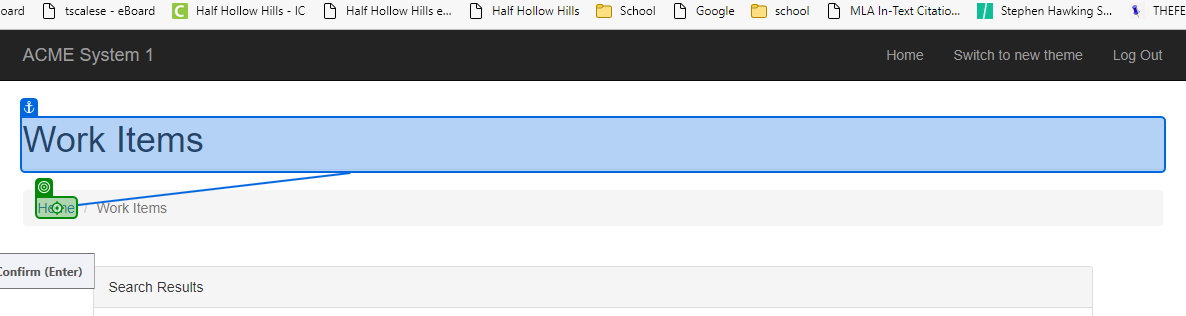 oard tscalese - eBoard Half Hollow Hills - IC Half Hollow Hills e... Half Hollow Hills School Google school MLA In-Text Citatio... Stephen Hawking S... THEFE
ACME System 1 Home Switch to new theme Log Out
Work Items
Home / Work Items
Confirm (Enter)
Search Results